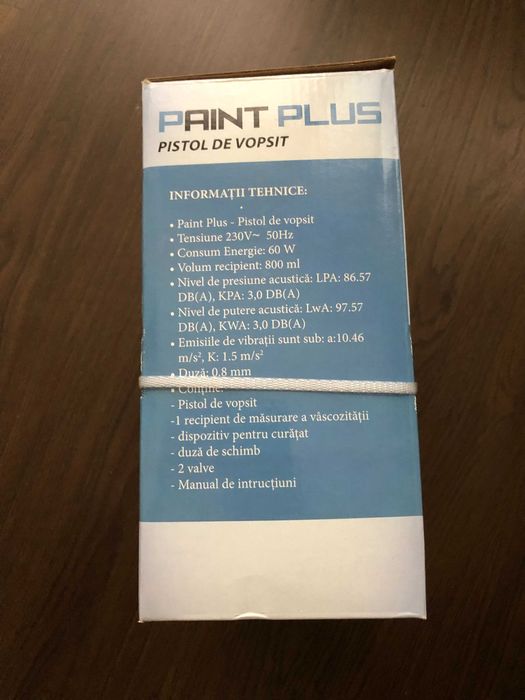 PAINT PLUS
PISTOL DE VOPSIT
INFORMAȚII TEHNICE:
• Paint Plus - Pistol de vopsit
• Tensiune 230V~ 50Hz
• Consum Energie: 60 W
• Volum recipient: 800 ml
• Nivel de presiune acustică: LPA: 86.57
DB(A), KPA: 3,0 DB(A)
• Nivel de putere acustică: LwA: 97.57
DB(A), KWA: 3,0 DB(A)
• Emisiile de vibrații sunt sub: a:10.46
m/s², K: 1.5 m/s²
• Duză: 0.8 mm
• Conține:
- Pistol de vopsit
-1 recipient de măsurare a vâscozității
- dispozitiv pentru curățat
- duză de schimb
- 2 valve
- Manual de intrucțiuni